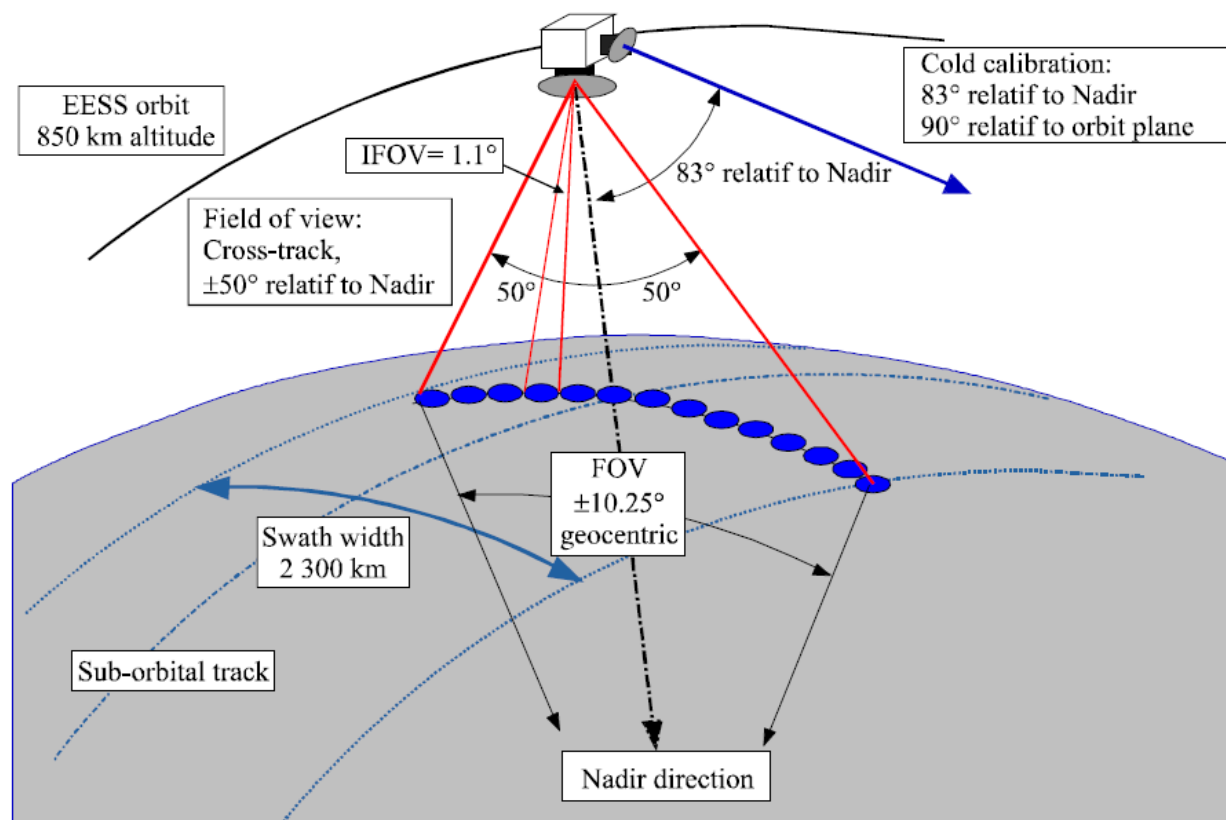 EESS orbit
850 km altitude
Cold calibration:
83° relatif to Nadir
90° relatif to orbit plane
IFOV= 1.1°
83° relatif to Nadir
Field of view:
Cross-track,
±50° relatif to Nadir
50°
50°
FOV
±10.25°
geocentric
Swath width
2 300 km
Sub-orbital track
Nadir direction